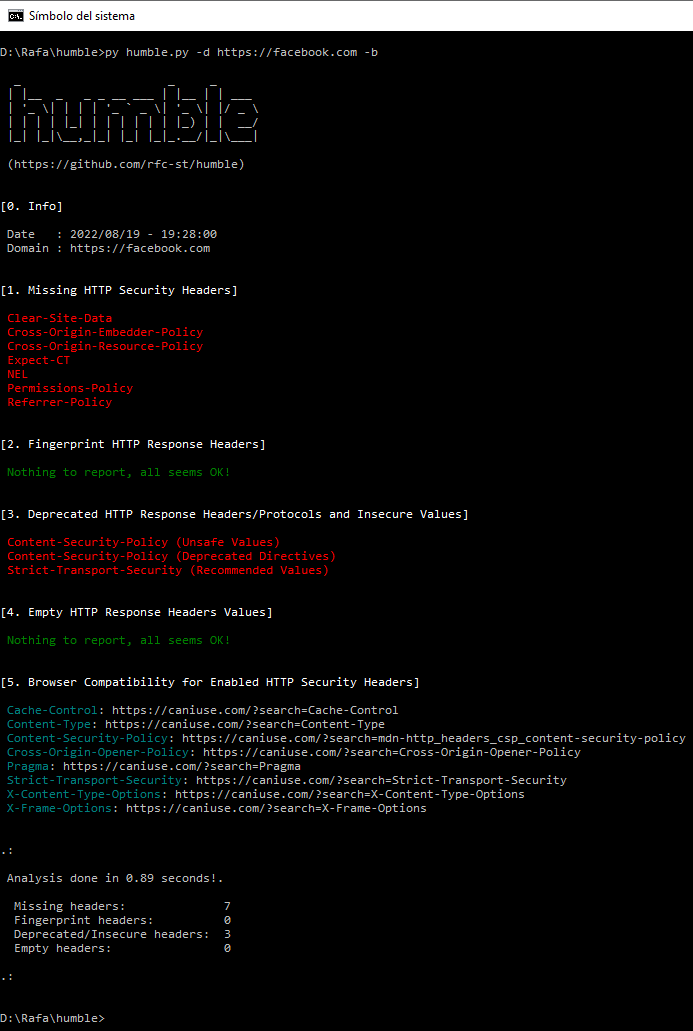 Símbolo del sistema
D:\Rafa\humble>py humble.py -d https://facebook.com -b
humble
(https://github.com/rfc-st/humble)
[0. Info]
Date   : 2022/08/19 - 19:28:00
Domain : https://facebook.com
[1. Missing HTTP Security Headers]
Clear-Site-Data
Cross-Origin-Embedder-Policy
Cross-Origin-Resource-Policy
Expect-CT
NEL
Permissions-Policy
Referrer-Policy
[2. Fingerprint HTTP Response Headers]
Nothing to report, all seems OK!
[3. Deprecated HTTP Response Headers/Protocols and Insecure Values]
Content-Security-Policy (Unsafe Values)
Content-Security-Policy (Deprecated Directives)
Strict-Transport-Security (Recommended Values)
[4. Empty HTTP Response Headers Values]
Nothing to report, all seems OK!
[5. Browser Compatibility for Enabled HTTP Security Headers]
Cache-Control: https://caniuse.com/?search=Cache-Control
Content-Type: https://caniuse.com/?search=Content-Type
Content-Security-Policy: https://caniuse.com/?search=mdn-http_headers_csp_content-security-policy
Cross-Origin-Opener-Policy: https://caniuse.com/?search=Cross-Origin-Opener-Policy
Pragma: https://caniuse.com/?search=Pragma
Strict-Transport-Security: https://caniuse.com/?search=Strict-Transport-Security
X-Content-Type-Options: https://caniuse.com/?search=X-Content-Type-Options
X-Frame-Options: https://caniuse.com/?search=X-Frame-Options
.:
Analysis done in 0.89 seconds!.
Missing headers:              7
Fingerprint headers:          0
Deprecated/Insecure headers:  3
Empty headers:                0
.:
D:\Rafa\humble>